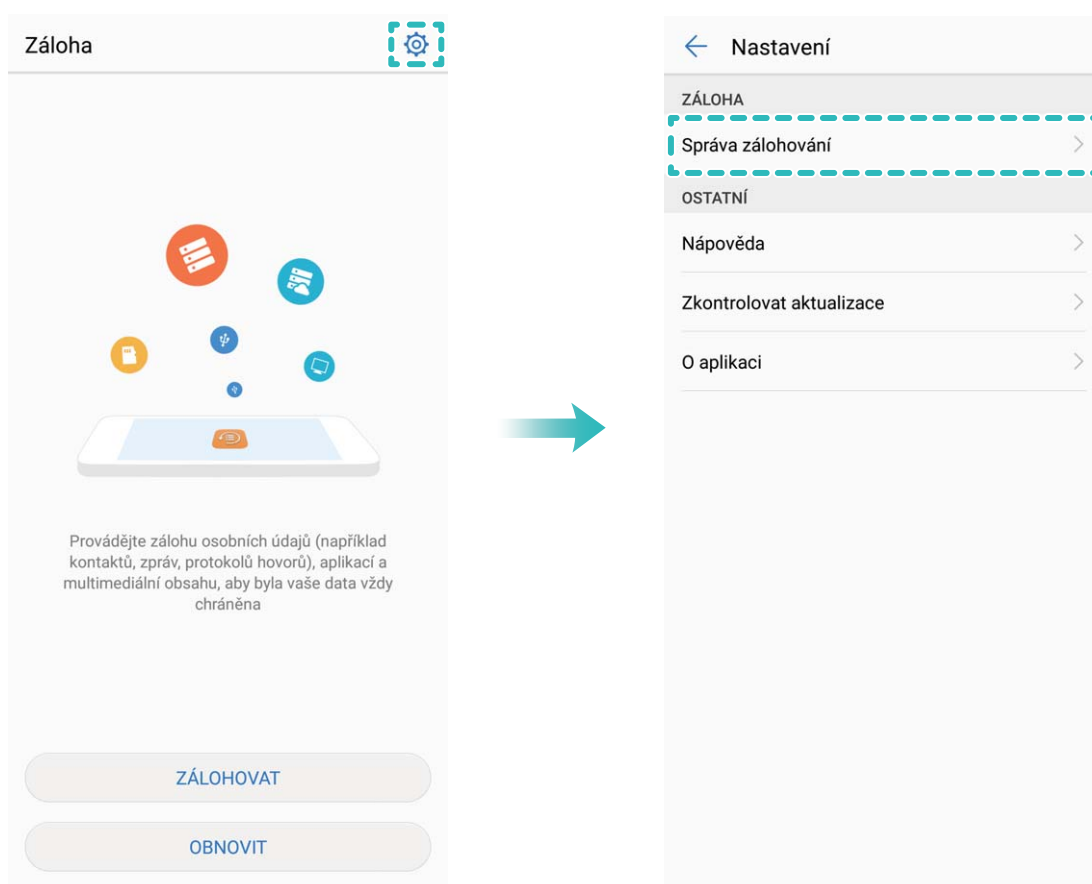 Záloha
Provádějte zálohu osobních údajů (například
kontaktů, zpráv, protokolů hovorů), aplikací a
multimediální obsahu, aby byla vaše data vždy
chráněna
ZÁLOHOVAT
OBNOVIT
Nastavení
ZÁLOHA
Správa zálohování
OSTATNÍ
Nápověda
Zkontrolovat aktualizace
O aplikaci